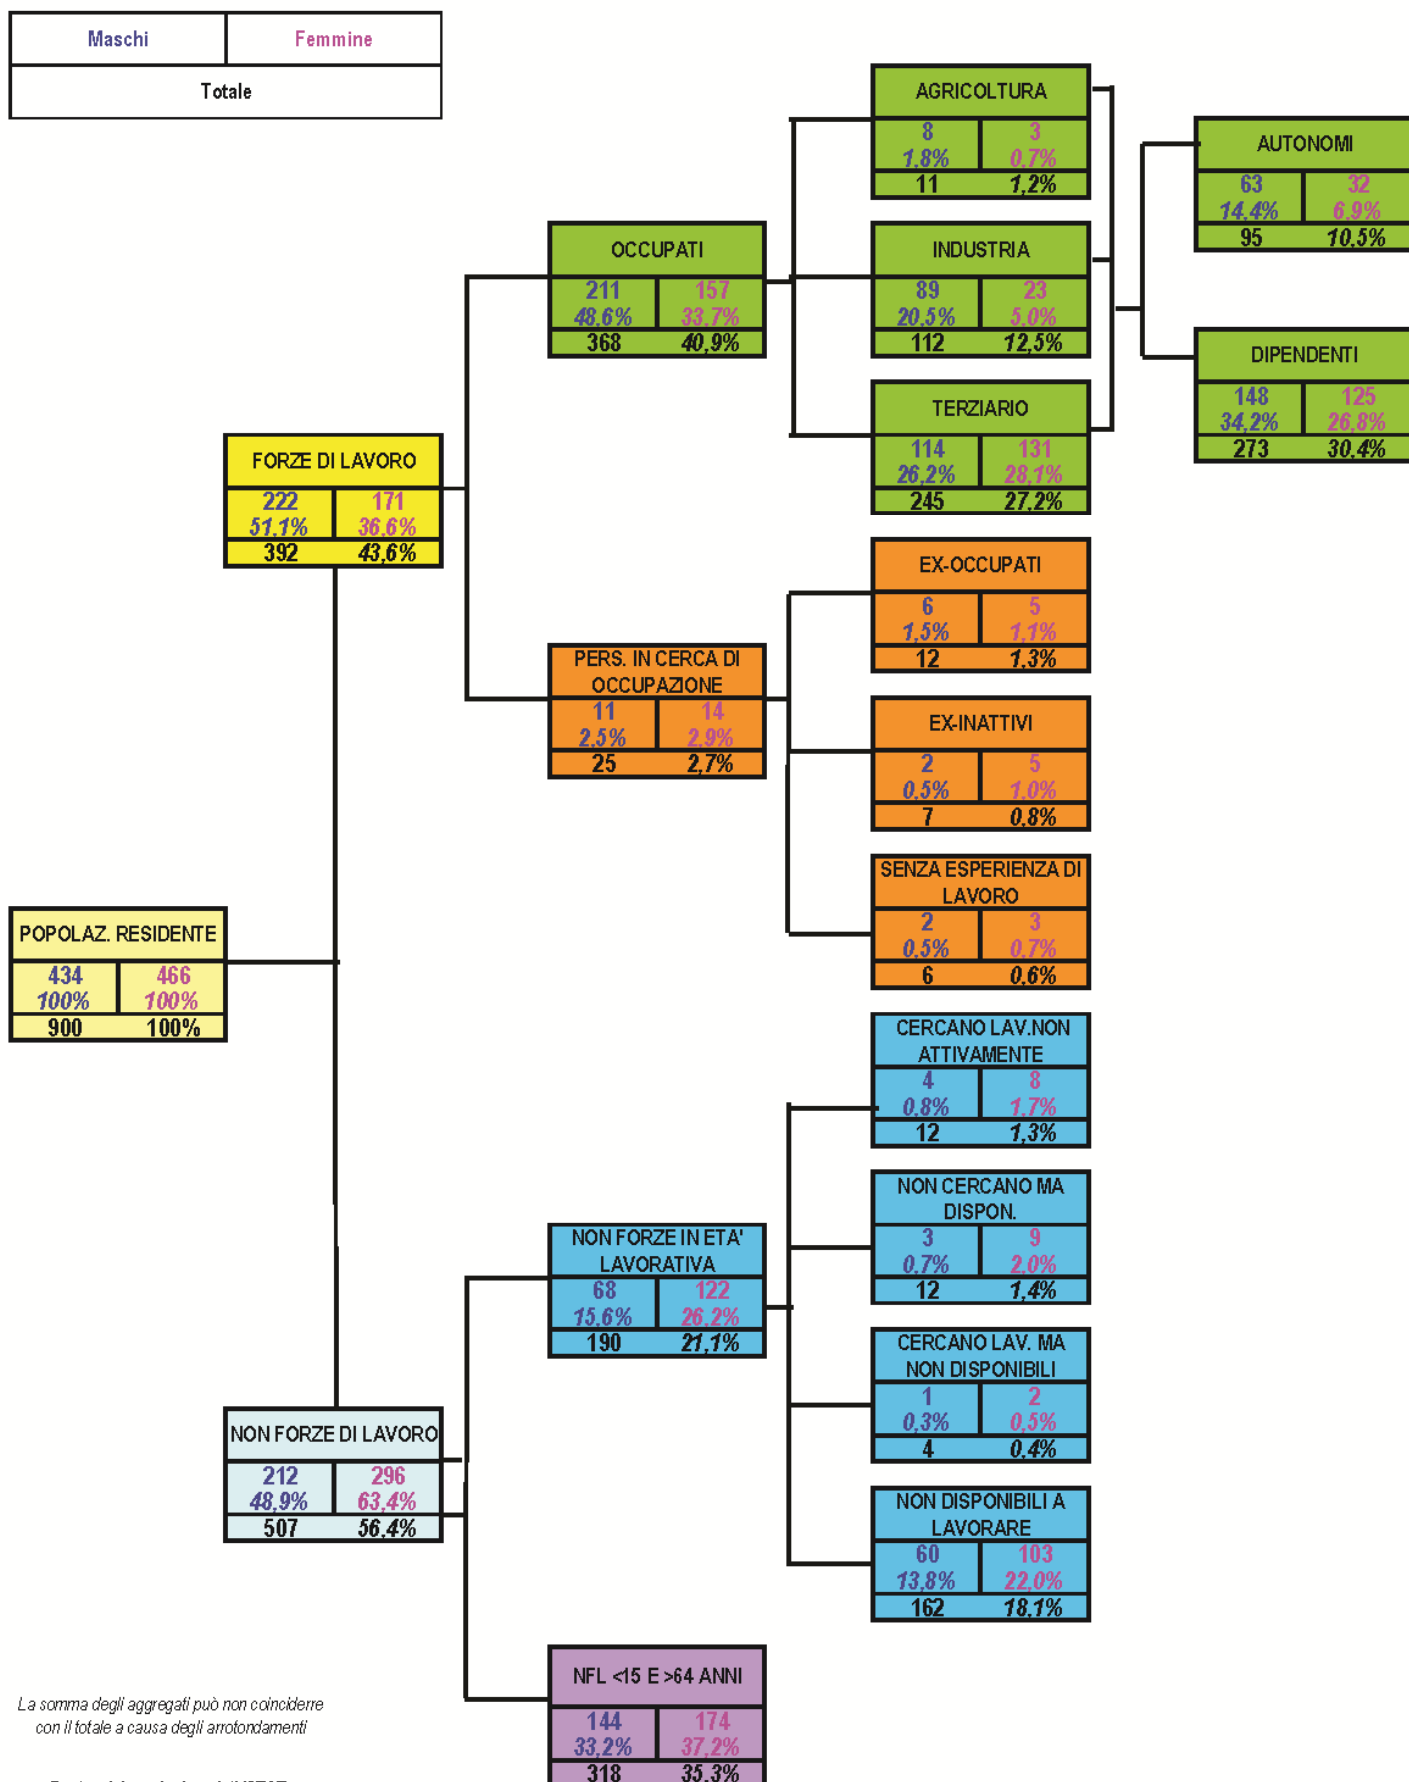 Maschi Femmine
Totale
AGRICOLTURA
8 3
1,8% 0,7%
11 1,2%
AUTONOMI
63 32
14,4% 6,9%
95 10,5%
OCCUPATI
211 157
48,6% 33,7%
368 40,9%
INDUSTRIA
89 23
20,5% 5,0%
112 12,5%
DIPENDENTI
148 125
34,2% 26,8%
273 30,4%
TERZIARIO
114 131
26,2% 28,1%
245 27,2%
FORZE DI LAVORO
222 171
51,1% 36,6%
392 43,6%
EX-OCCUPATI
6 5
1,5% 1,1%
12 1,3%
PERS. IN CERCA DI
OCCUPAZIONE
11 14
2,5% 2,9%
25 2,7%
EX-INATTIVI
2 5
0,5% 1,0%
7 0,8%
SENZA ESPERIENZA DI
LAVORO
2 3
0,5% 0,7%
6 0,6%
POPOLAZ. RESIDENTE
434 466
100% 100%
900 100%
CERCANO LAV.NON
ATTIVAMENTE
4 8
0,8% 1,7%
12 1,3%
NON CERCANO MA
DISPON.
3 9
0,7% 2,0%
12 1,4%
NON FORZE IN ETA'
LAVORATIVA
68 122
15,6% 26,2%
190 21,1%
CERCANO LAV. MA
NON DISPONIBILI
1 2
0,3% 0,5%
4 0,4%
NON FORZE DI LAVORO
212 296
48,9% 63,4%
507 56,4%
NON DISPONIBILI A
LAVORARE
60 103
13,8% 22,0%
162 18,1%
NFL <15 E >64 ANNI
144 174
33,2% 37,2%
318 35,3%
La somma degli aggregati può non coinciderre
con il totale a causa degli arrotondamenti